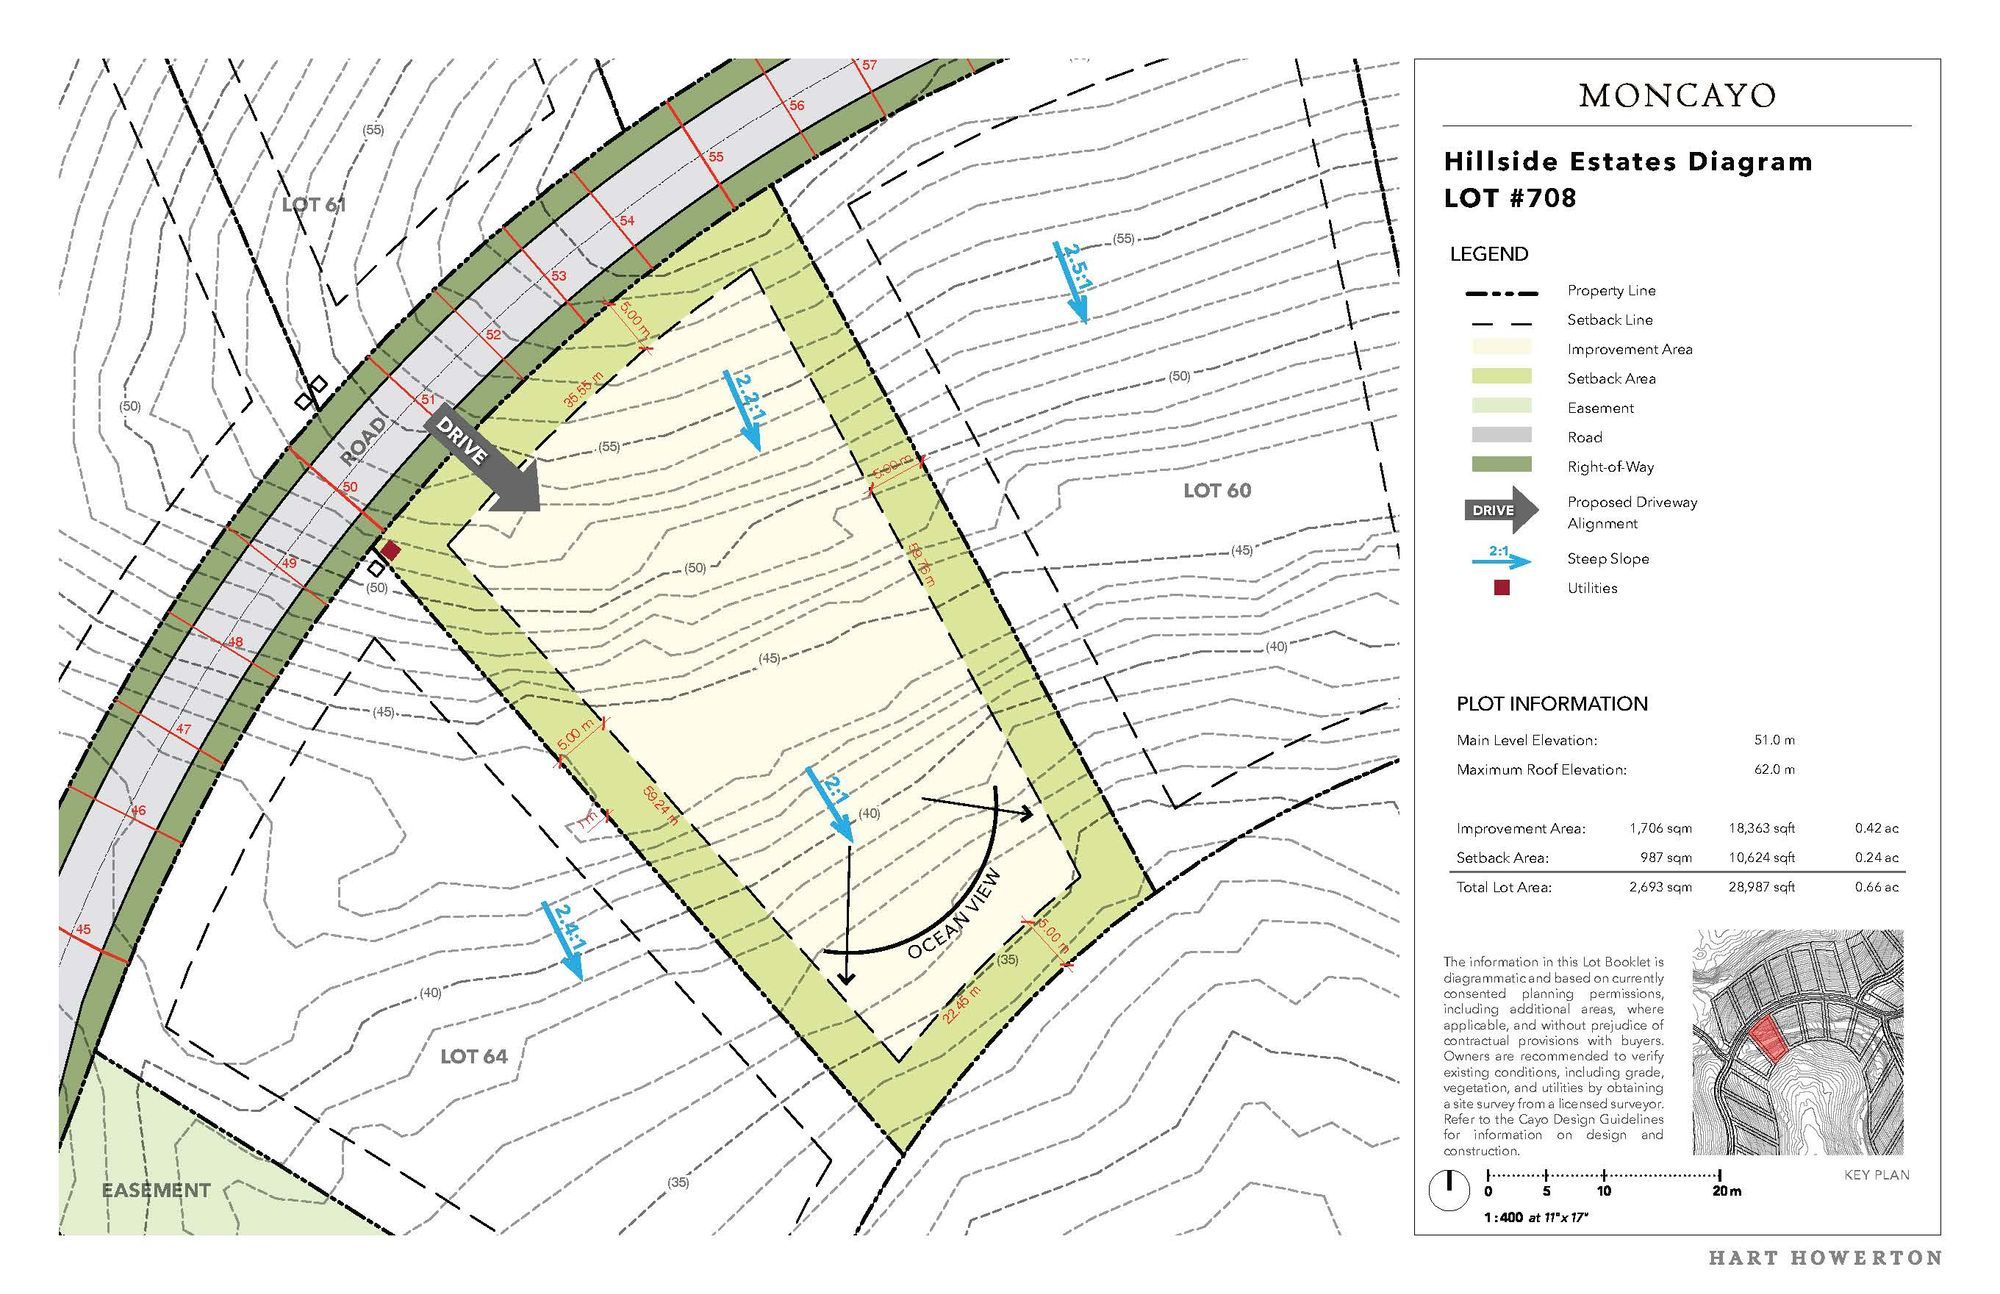 57
56
(55)
55
LOT 61
54
53
52
(50)
51
ROAD
DRIVE
50
49
(50)
48
47
(45)
46
45
5.00 m
35.55 m
2.2:1
(55)
5.00 m
59.76 m
(50)
(45)
5.00 m
59.24 m
2:1
(40)
OCEAN VIEW
5.00 m
(35)
22.45 m
2.5:1
(55)
(50)
LOT 60
(45)
(40)
2.4:1
(40)
LOT 64
(35)
EASEMENT
MONCAYO
Hillside Estates Diagram
LOT #708
LEGEND
Property Line
Setback Line
Improvement Area
Setback Area
Easement
Road
Right-of-Way
DRIVE Proposed Driveway
Alignment
2:1 Steep Slope
Utilities
PLOT INFORMATION
Main Level Elevation: 51.0 m
Maximum Roof Elevation: 62.0 m
Improvement Area: 1,706 sqm 18,363 sqft 0.42 ac
Setback Area: 987 sqm 10,624 sqft 0.24 ac
Total Lot Area: 2,693 sqm 28,987 sqft 0.66 ac
The information in this Lot Booklet is
diagrammatic and based on currently
consented planning permissions,
including additional areas, where
applicable, and without prejudice of
contractual provisions with buyers.
Owners are recommended to verify
existing conditions, including grade,
vegetation, and utilities by obtaining
a site survey from a licensed surveyor.
Refer to the Cayo Design Guidelines
for information on design and
construction.
KEY PLAN
0 5 10 20m
1:400 at 11"x 17"
HART HOWERTON